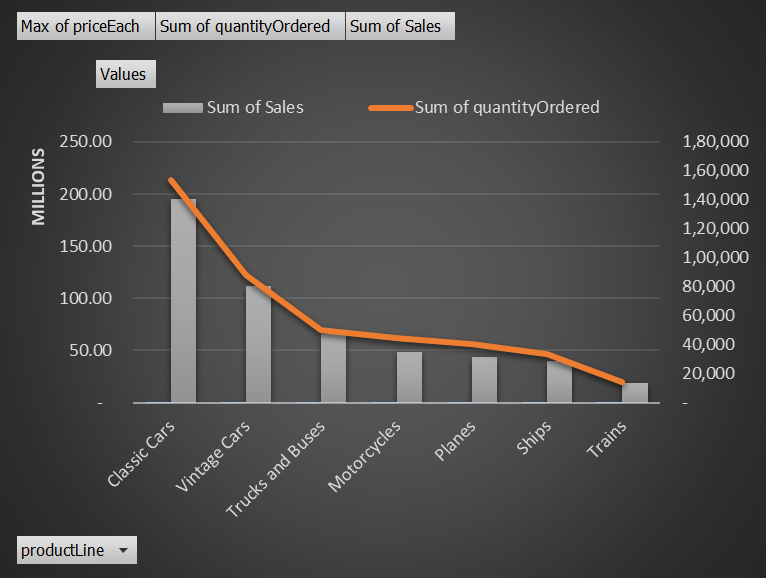 Max of priceEach Sum of quantityOrdered Sum of Sales
Values
Sum of Sales Sum of quantityOrdered
MILLIONS
250.00
200.00
150.00
100.00
50.00
-
1,80,000
1,60,000
1,40,000
1,20,000
1,00,000
80,000
60,000
40,000
20,000
-
Classic Cars
Vintage Cars
Trucks and Buses
Motorcycles
Planes
Ships
Trains
productLine